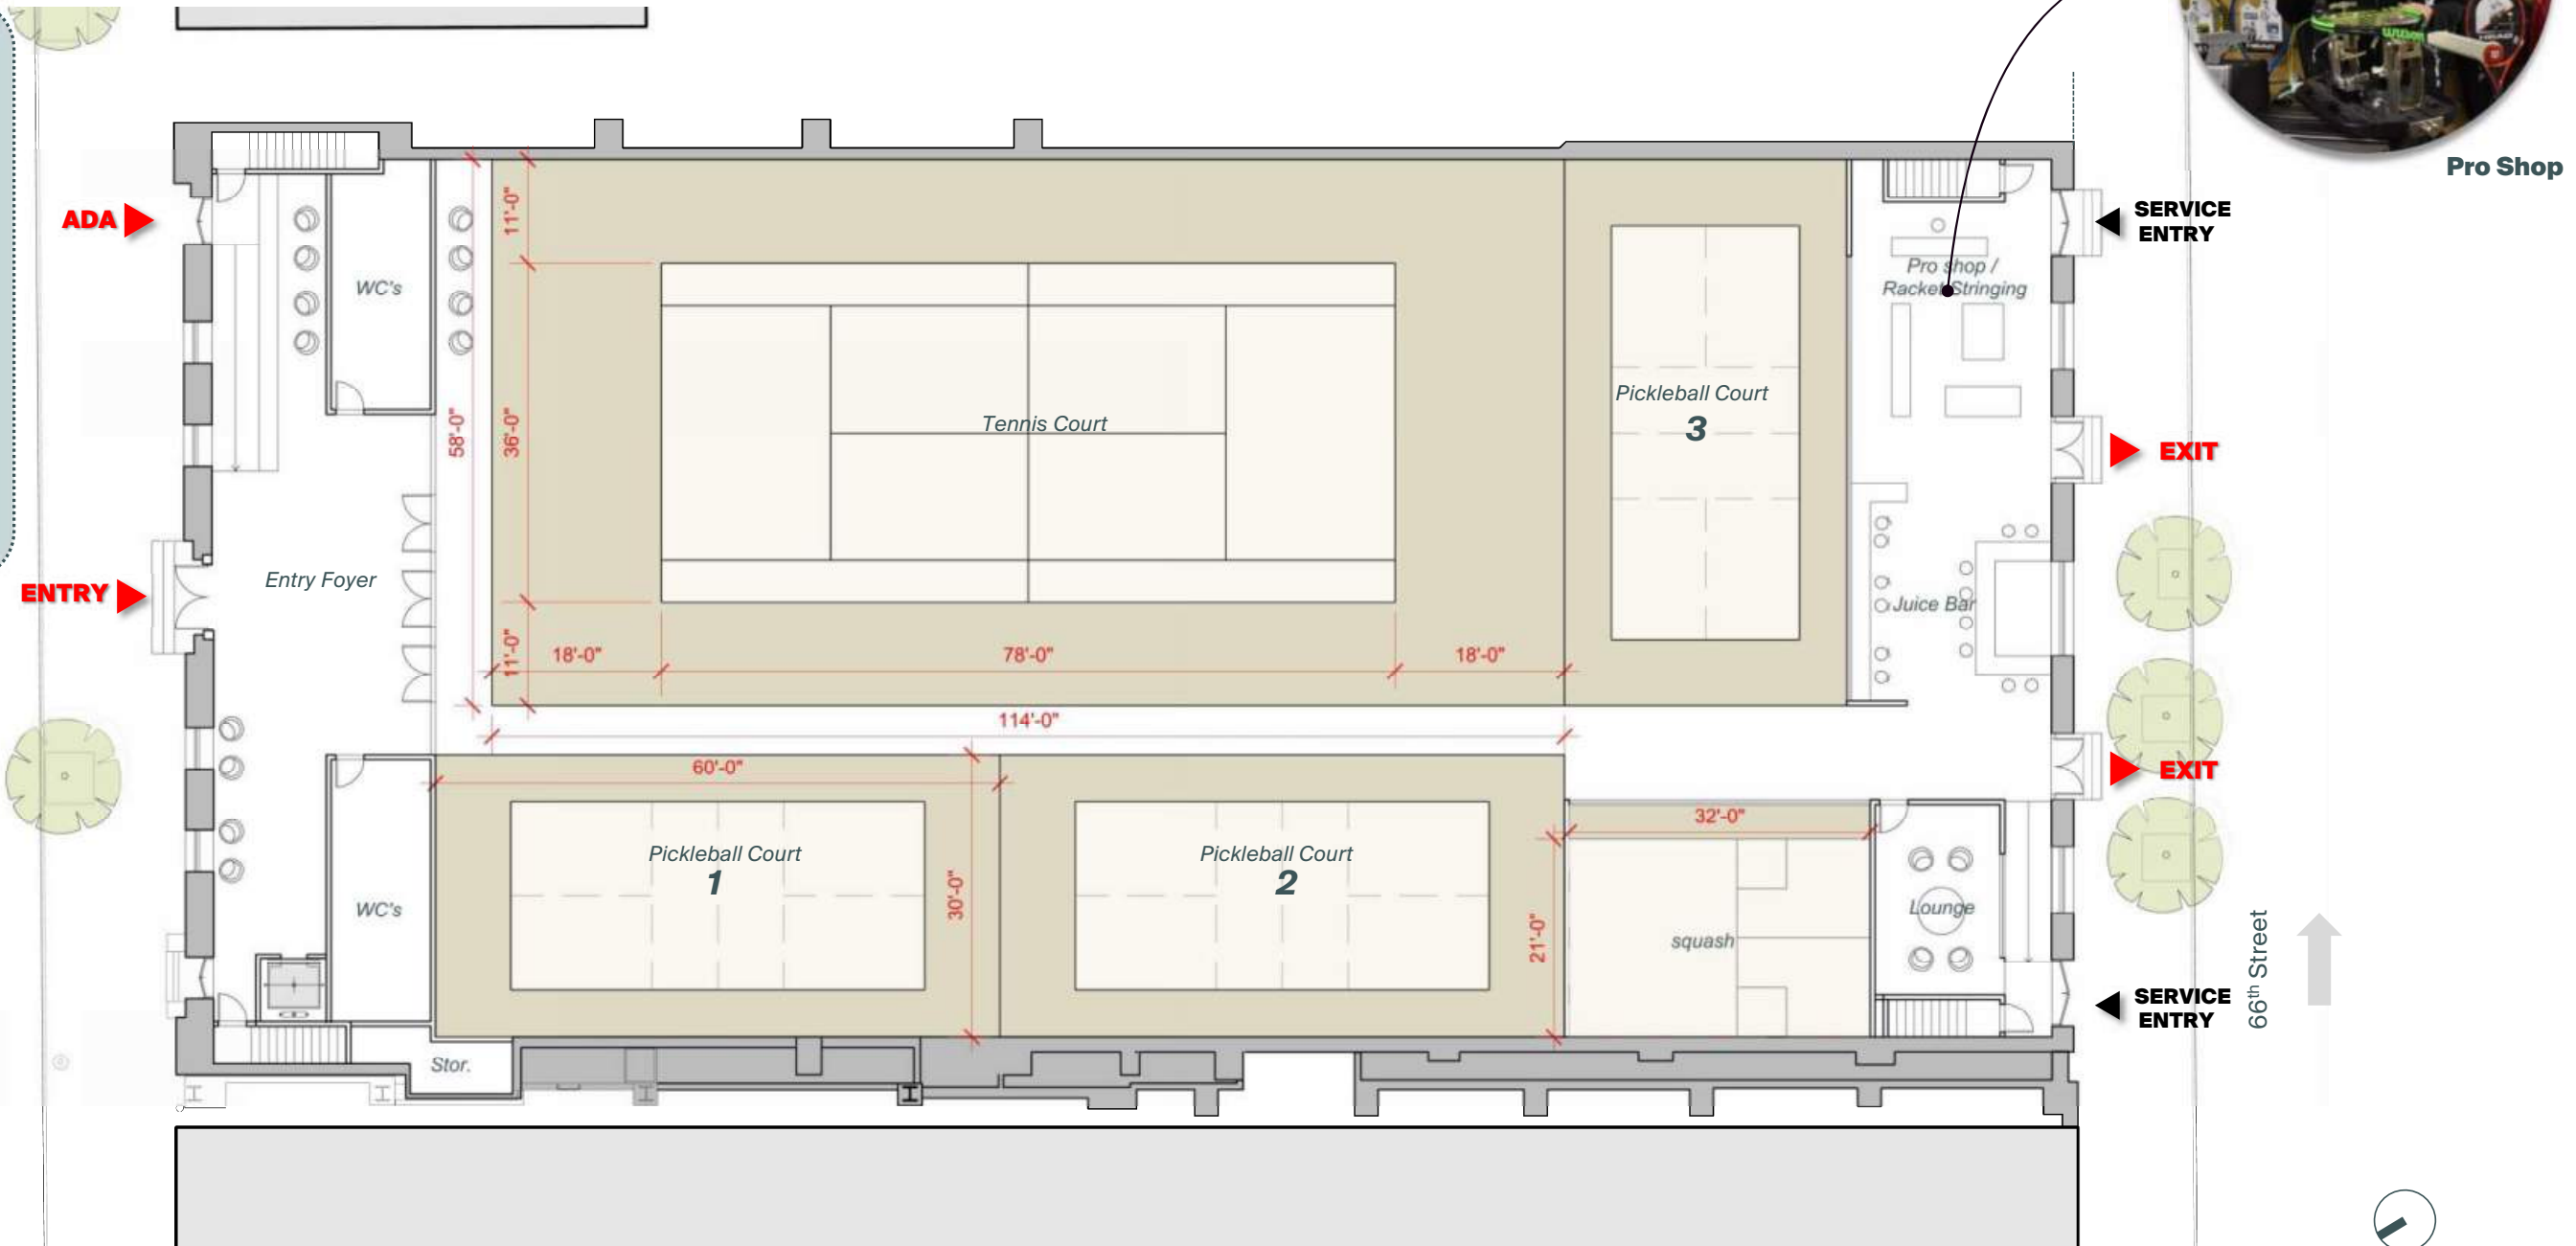 Wilson
Pro Shop
ADA
SERVICE
ENTRY
11'-0"
WC's
Pro shop /
Racket Stringing
Pickleball Court
3
Tennis Court
58'-0"
36'-0"
EXIT
ENTRY
Entry Foyer
Juice Bar
11'-0"
18'-0"
78'-0"
18'-0"
114'-0"
60'-0"
EXIT
32'-0"
Pickleball Court
1
Pickleball Court
2
30'-0"
WC's
21'-0"
squash
Lounge
66th Street
SERVICE
ENTRY
Stor.